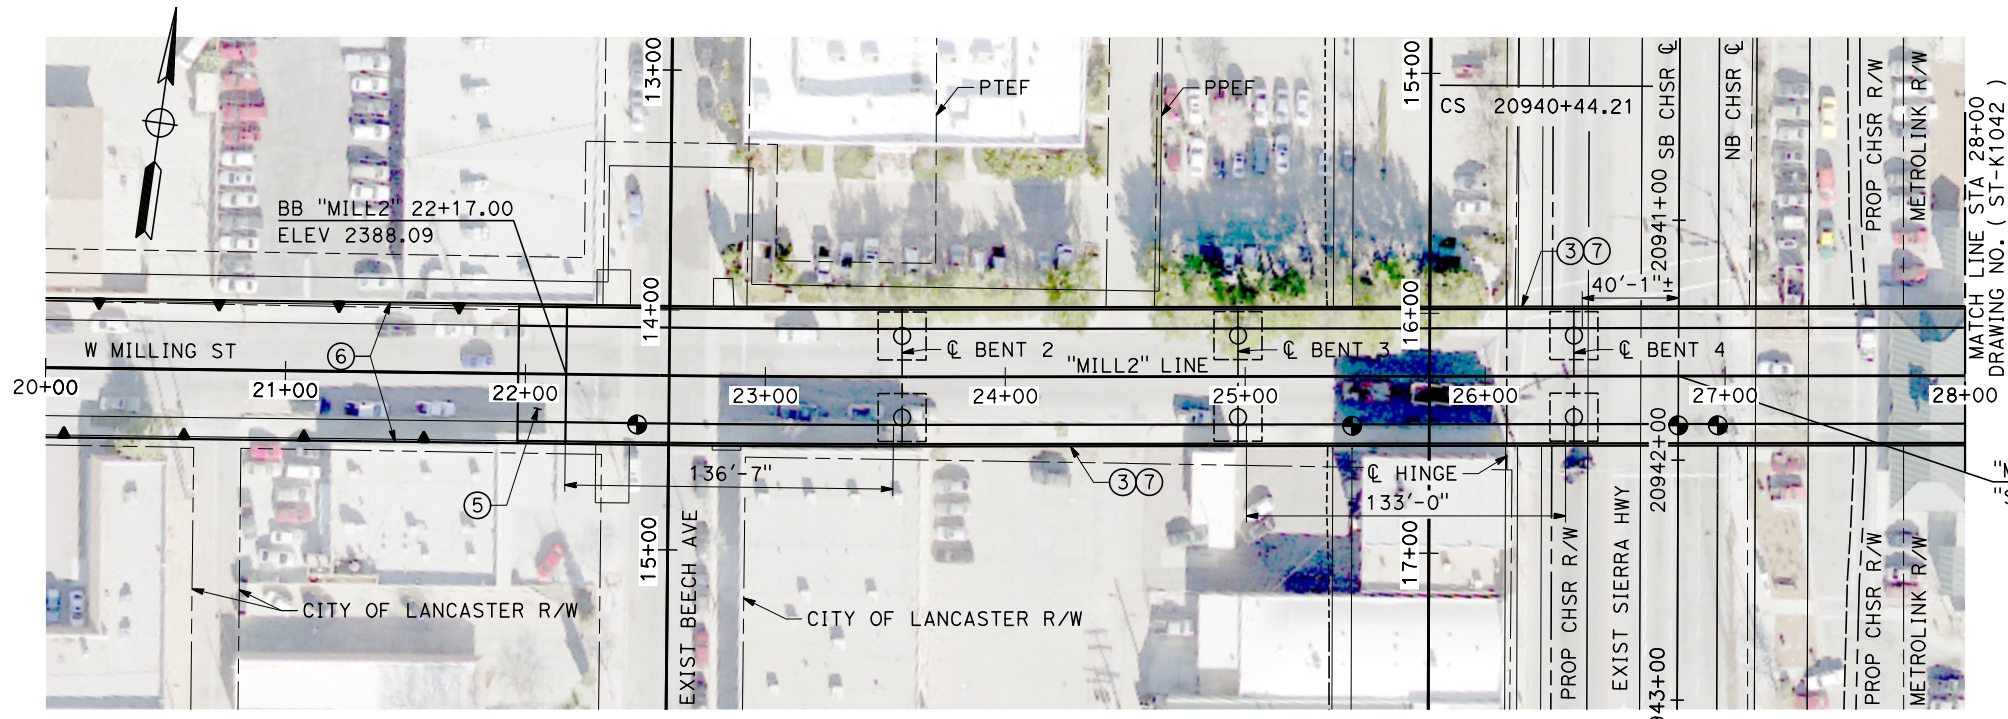 13+00
PTEF
PPEF
15+00
CS 20940+44.21
20941+00
SB CHSR ℄
NB CHSR ℄
PROP CHSR R/W
METROLINK R/W
MATCH LINE STA 28+00
DRAWING NO. ( ST-K1042 )
BB "MILL2" 22+17.00
ELEV 2388.09
3 7
40'-1"±
14+00
16+00
W MILLING ST
6
℄ BENT 2
℄ BENT 3
℄ BENT 4
"MILL2" LINE
20+00
21+00
22+00
23+00
24+00
25+00
26+00
27+00
28+00
20942+00
136'-7"
3 7
℄ HINGE
133'-0"
5
15+00
17+00
EXIST BEECH AVE
CITY OF LANCASTER R/W
CITY OF LANCASTER R/W
PROP CHSR R/W
EXIST SIERRA HWY
943+00
PROP CHSR R/W
METROLINK R/W